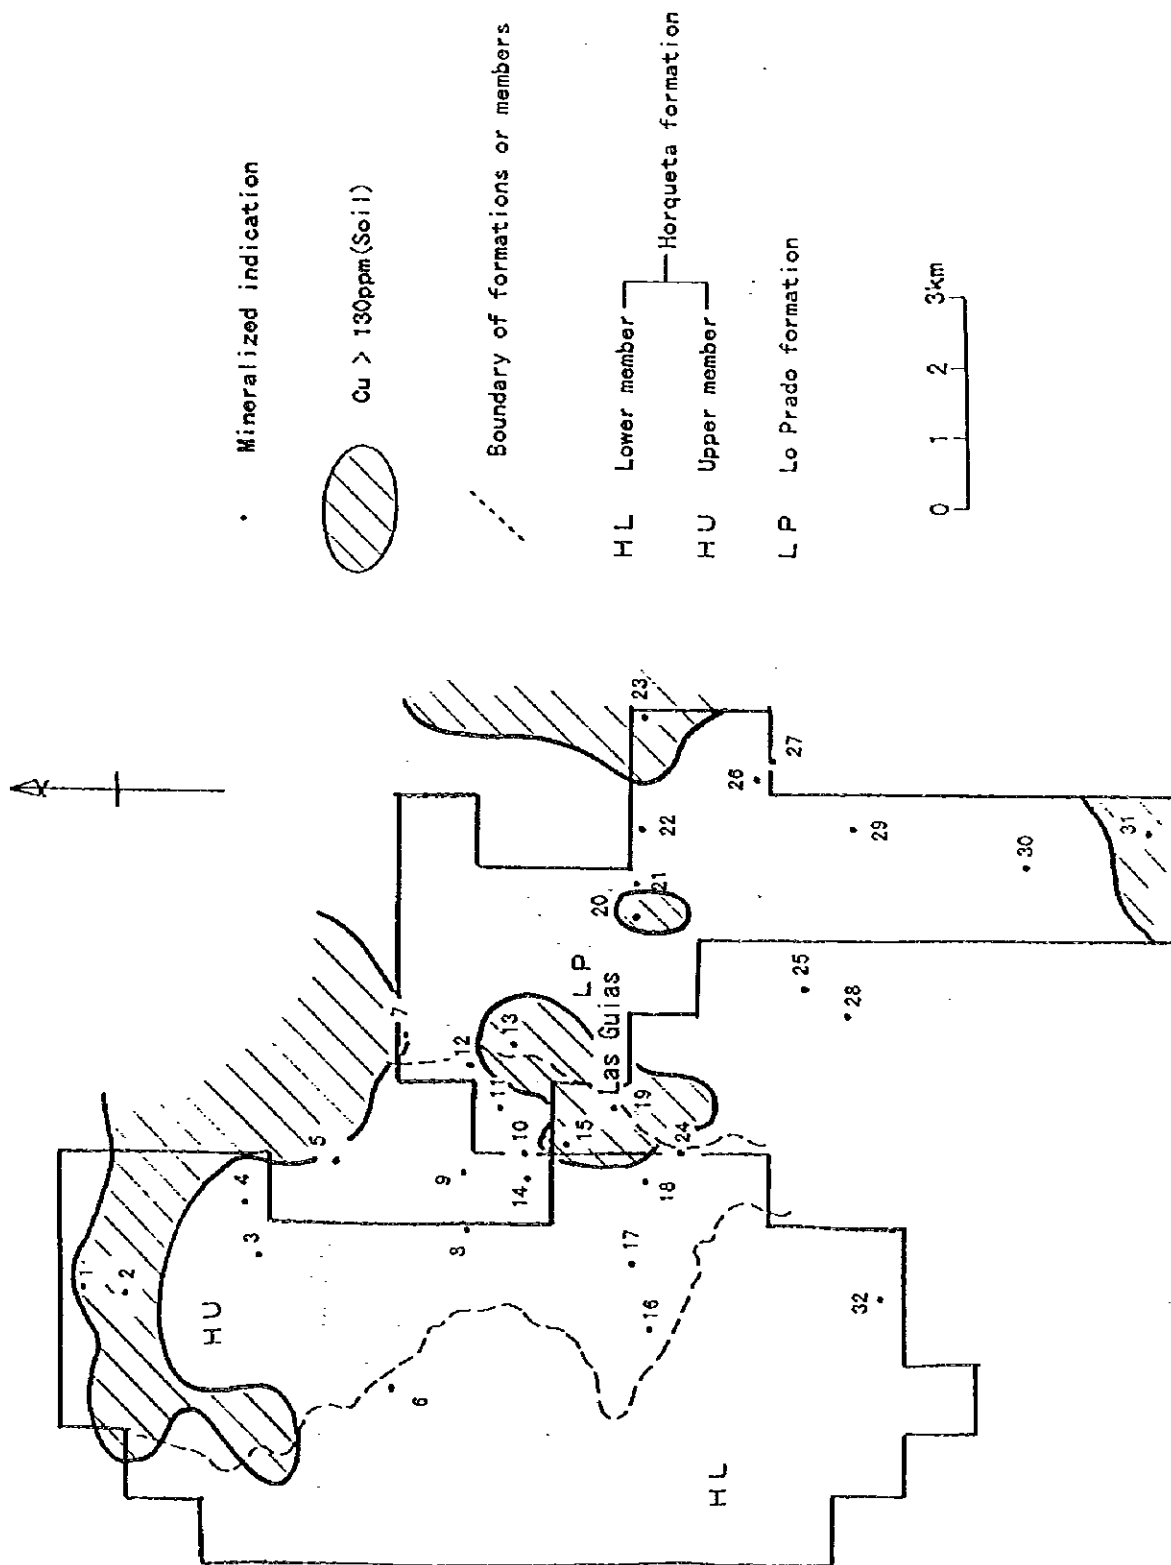 Mineralized indication
Cu > 130ppm(Soil)
Boundary of formations or members
HL Lower member
HU Upper member
Horqueta formation
LP Lo Prado formation
0 1 2 3km
N
1
2
3
4
5
6
7
8
9
10
11
12
13
14
15
16
17
18
19
20
21
22
23
24
25
26
27
28
29
30
31
32
HU
HL
LP
Las Guias